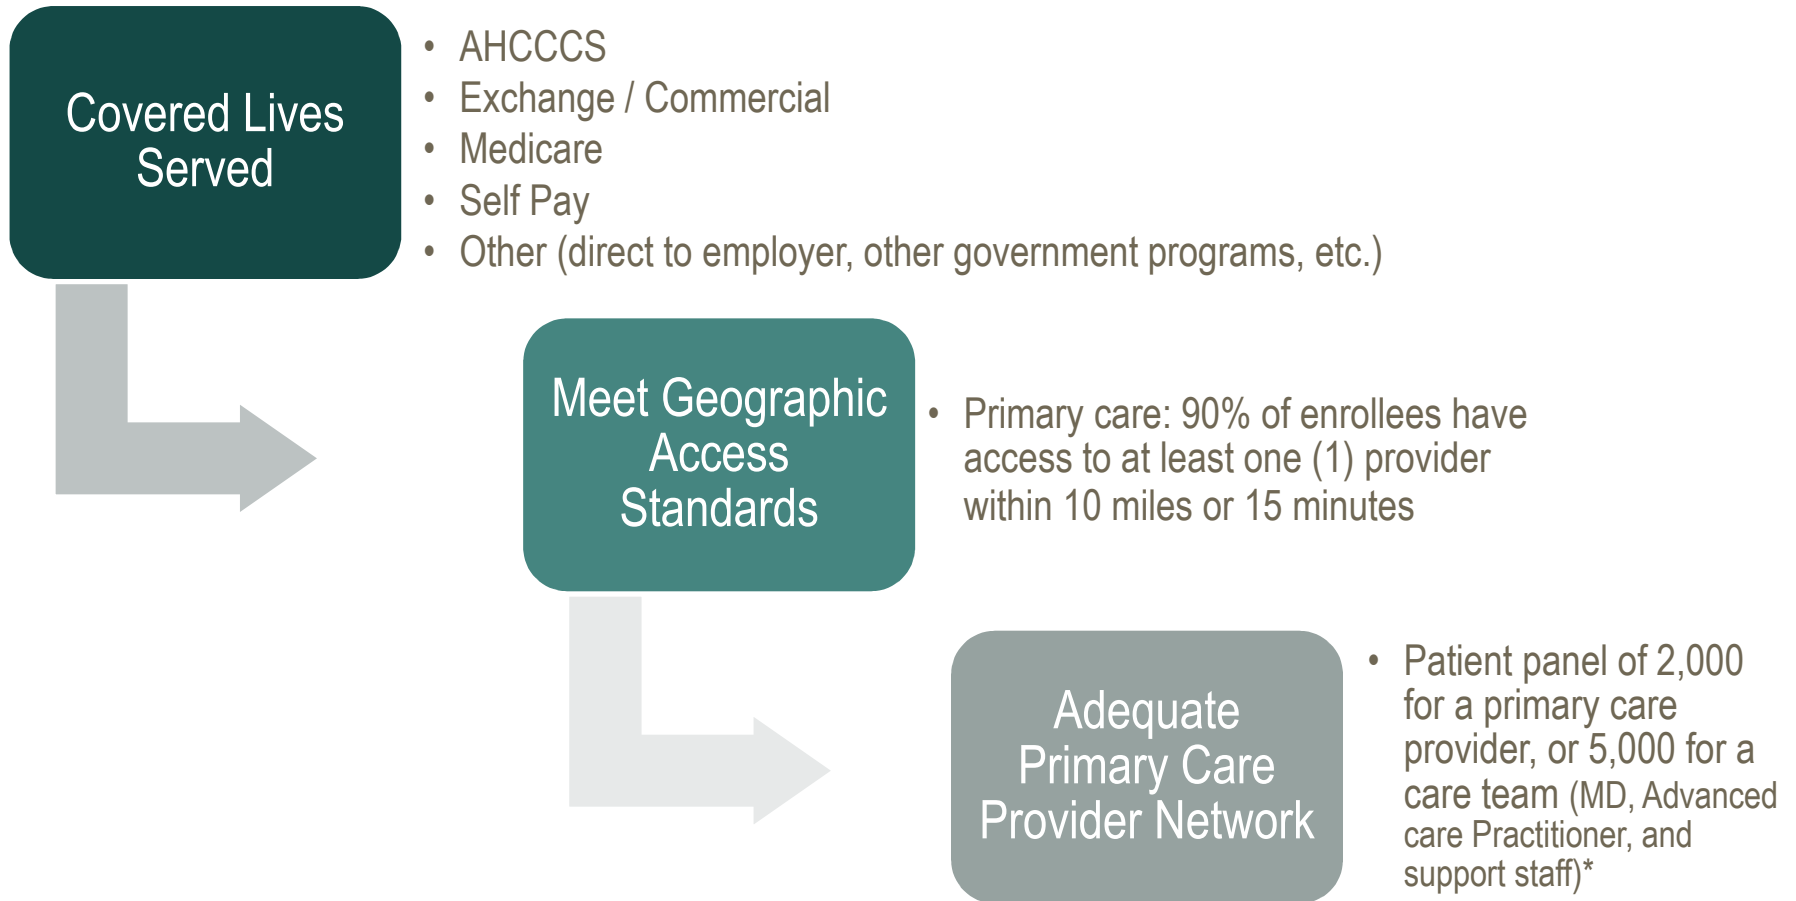 Covered Lives
Served
• AHCCCS
• Exchange / Commercial
• Medicare
• Self Pay
• Other (direct to employer, other government programs, etc.)
Meet Geographic
Access
Standards
• Primary care: 90% of enrollees have
access to at least one (1) provider
within 10 miles or 15 minutes
Adequate
Primary Care
Provider Network
• Patient panel of 2,000
for a primary care
provider, or 5,000 for a
care team (MD, Advanced
care Practitioner, and
support staff)*